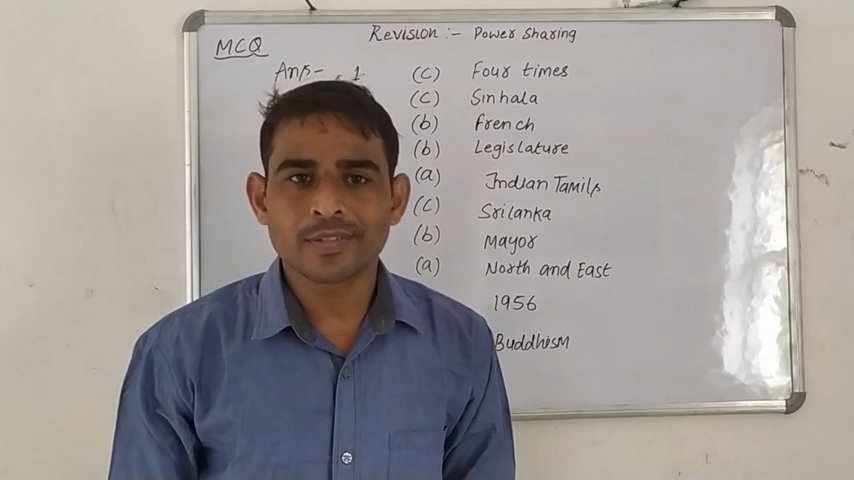 MCQ
Revision :- Power Sharing
Ans- 1 (c) Four times
(c) Sinhala
(b) French
(b) Legislature
(a) Indian Tamils
(c) Srilanka
(b) Mayor
(a) North and East
1956
Buddhism